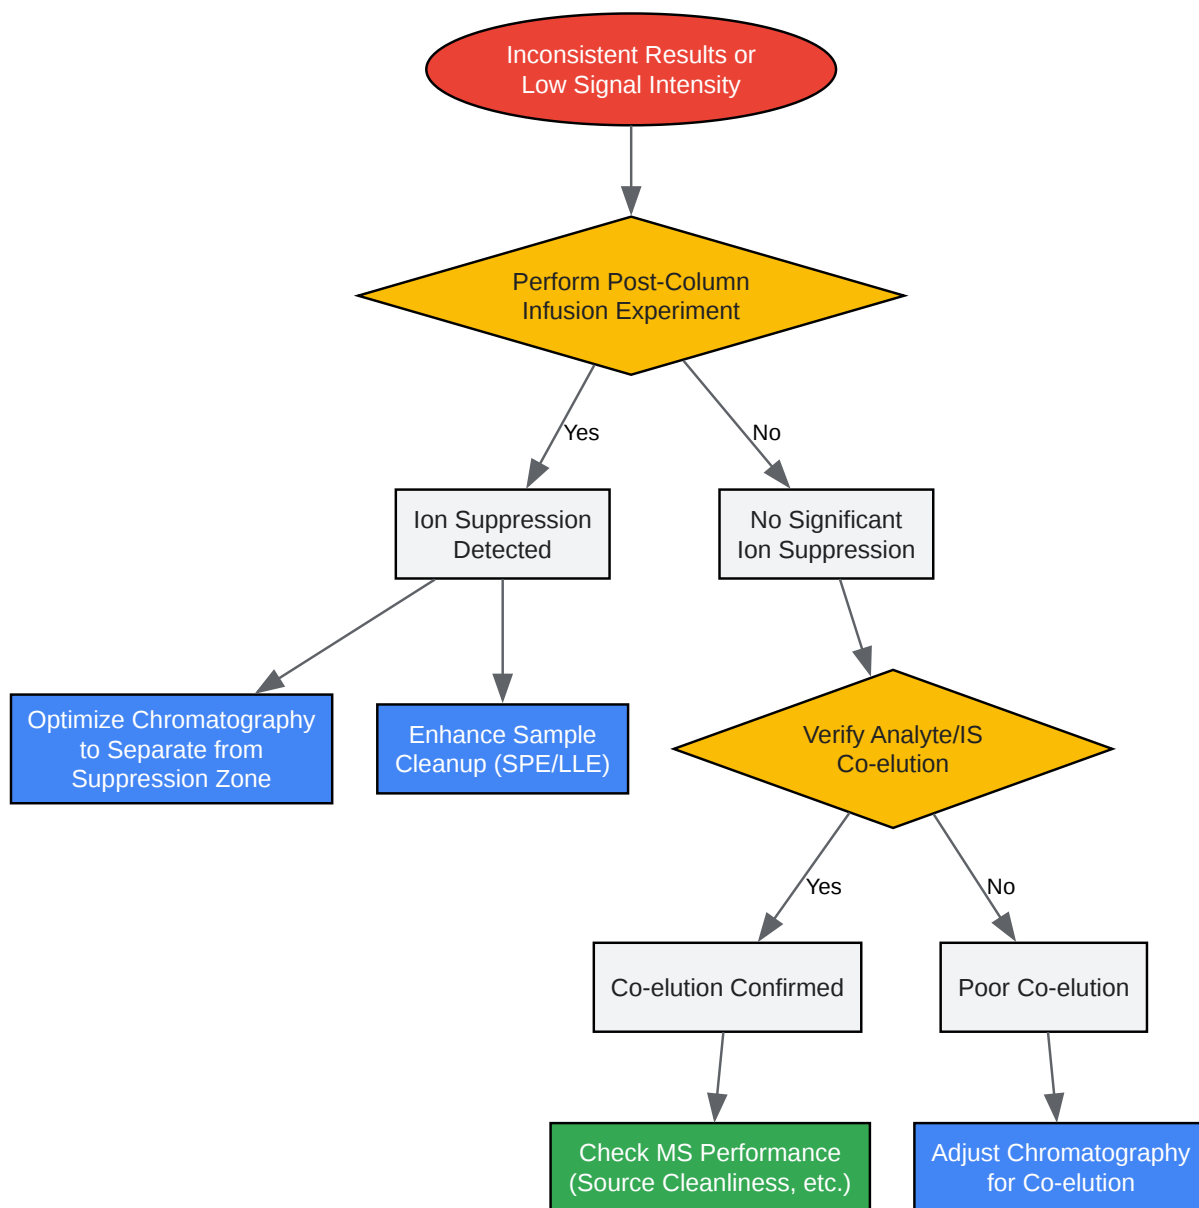 Inconsistent Results or
Low Signal Intensity
Perform Post-Column
Infusion Experiment
Yes
No
Ion Suppression
Detected
No Significant
Ion Suppression
Optimize Chromatography
to Separate from
Suppression Zone
Enhance Sample
Cleanup (SPE/LLE)
Verify Analyte/IS
Co-elution
Yes
No
Co-elution Confirmed
Poor Co-elution
Check MS Performance
(Source Cleanliness, etc.)
Adjust Chromatography
for Co-elution